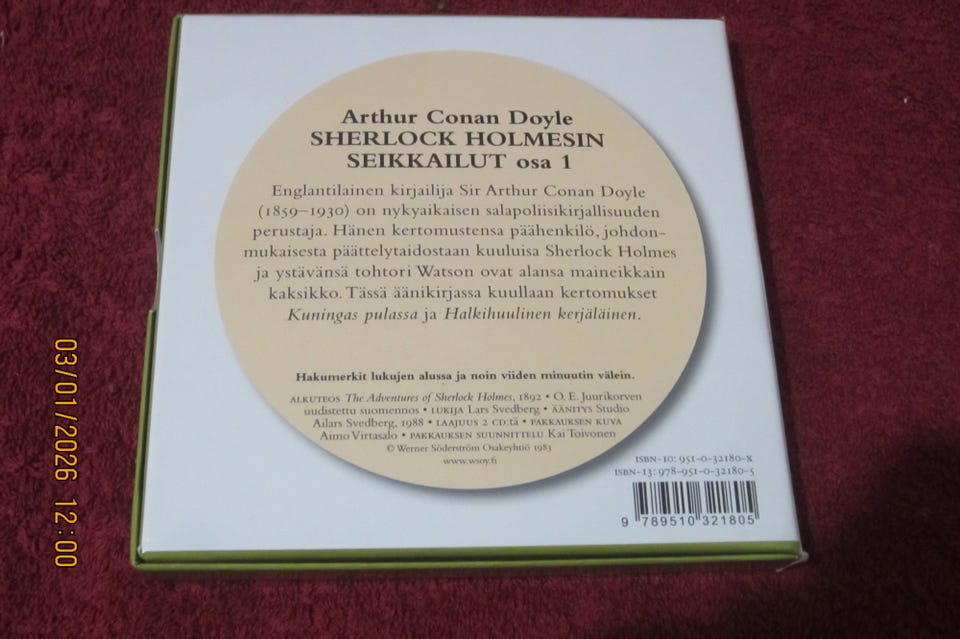 Arthur Conan Doyle
SHERLOCK HOLMESIN
SEIKKAILUT osa 1
Englantilainen kirjailija Sir Arthur Conan Doyle
(1859–1930) on nykyaikaisen salapoliisikirjallisuuden
perustaja. Hänen kertomustensa päähenkilö, johdon-
mukaisesta päättelytaidostaan kuuluisa Sherlock Holmes
ja ystävänsä tohtori Watson ovat alansa maineikkain
kaksikko. Tässä äänikirjassa kuullaan kertomukset
Kuningas pulassa ja Halkihuulinen kerjäläinen.
Hakumerkit lukujen alussa ja noin viiden minuutin välein.
ALKUTEOS The Adventures of Sherlock Holmes, 1892 • O. E. Juurikorven
uudistettu suomennos • LUKIJA Lars Svedberg • ÄÄNITYS Studio
Ailars Svedberg, 1988 • LAAJUUS 2 CD:tä • PAKKAUKSEN KUVA
Aimo Virtasalo • PAKKAUKSEN SUUNNITTELU Kai Toivonen
© Werner Söderström Osakeyhtiö 1983
www.wsoy.fi
ISBN-10: 951-0-32180-X
ISBN-13: 978-951-0-32180-5
9 789510 321805
03/01/2026 12:00